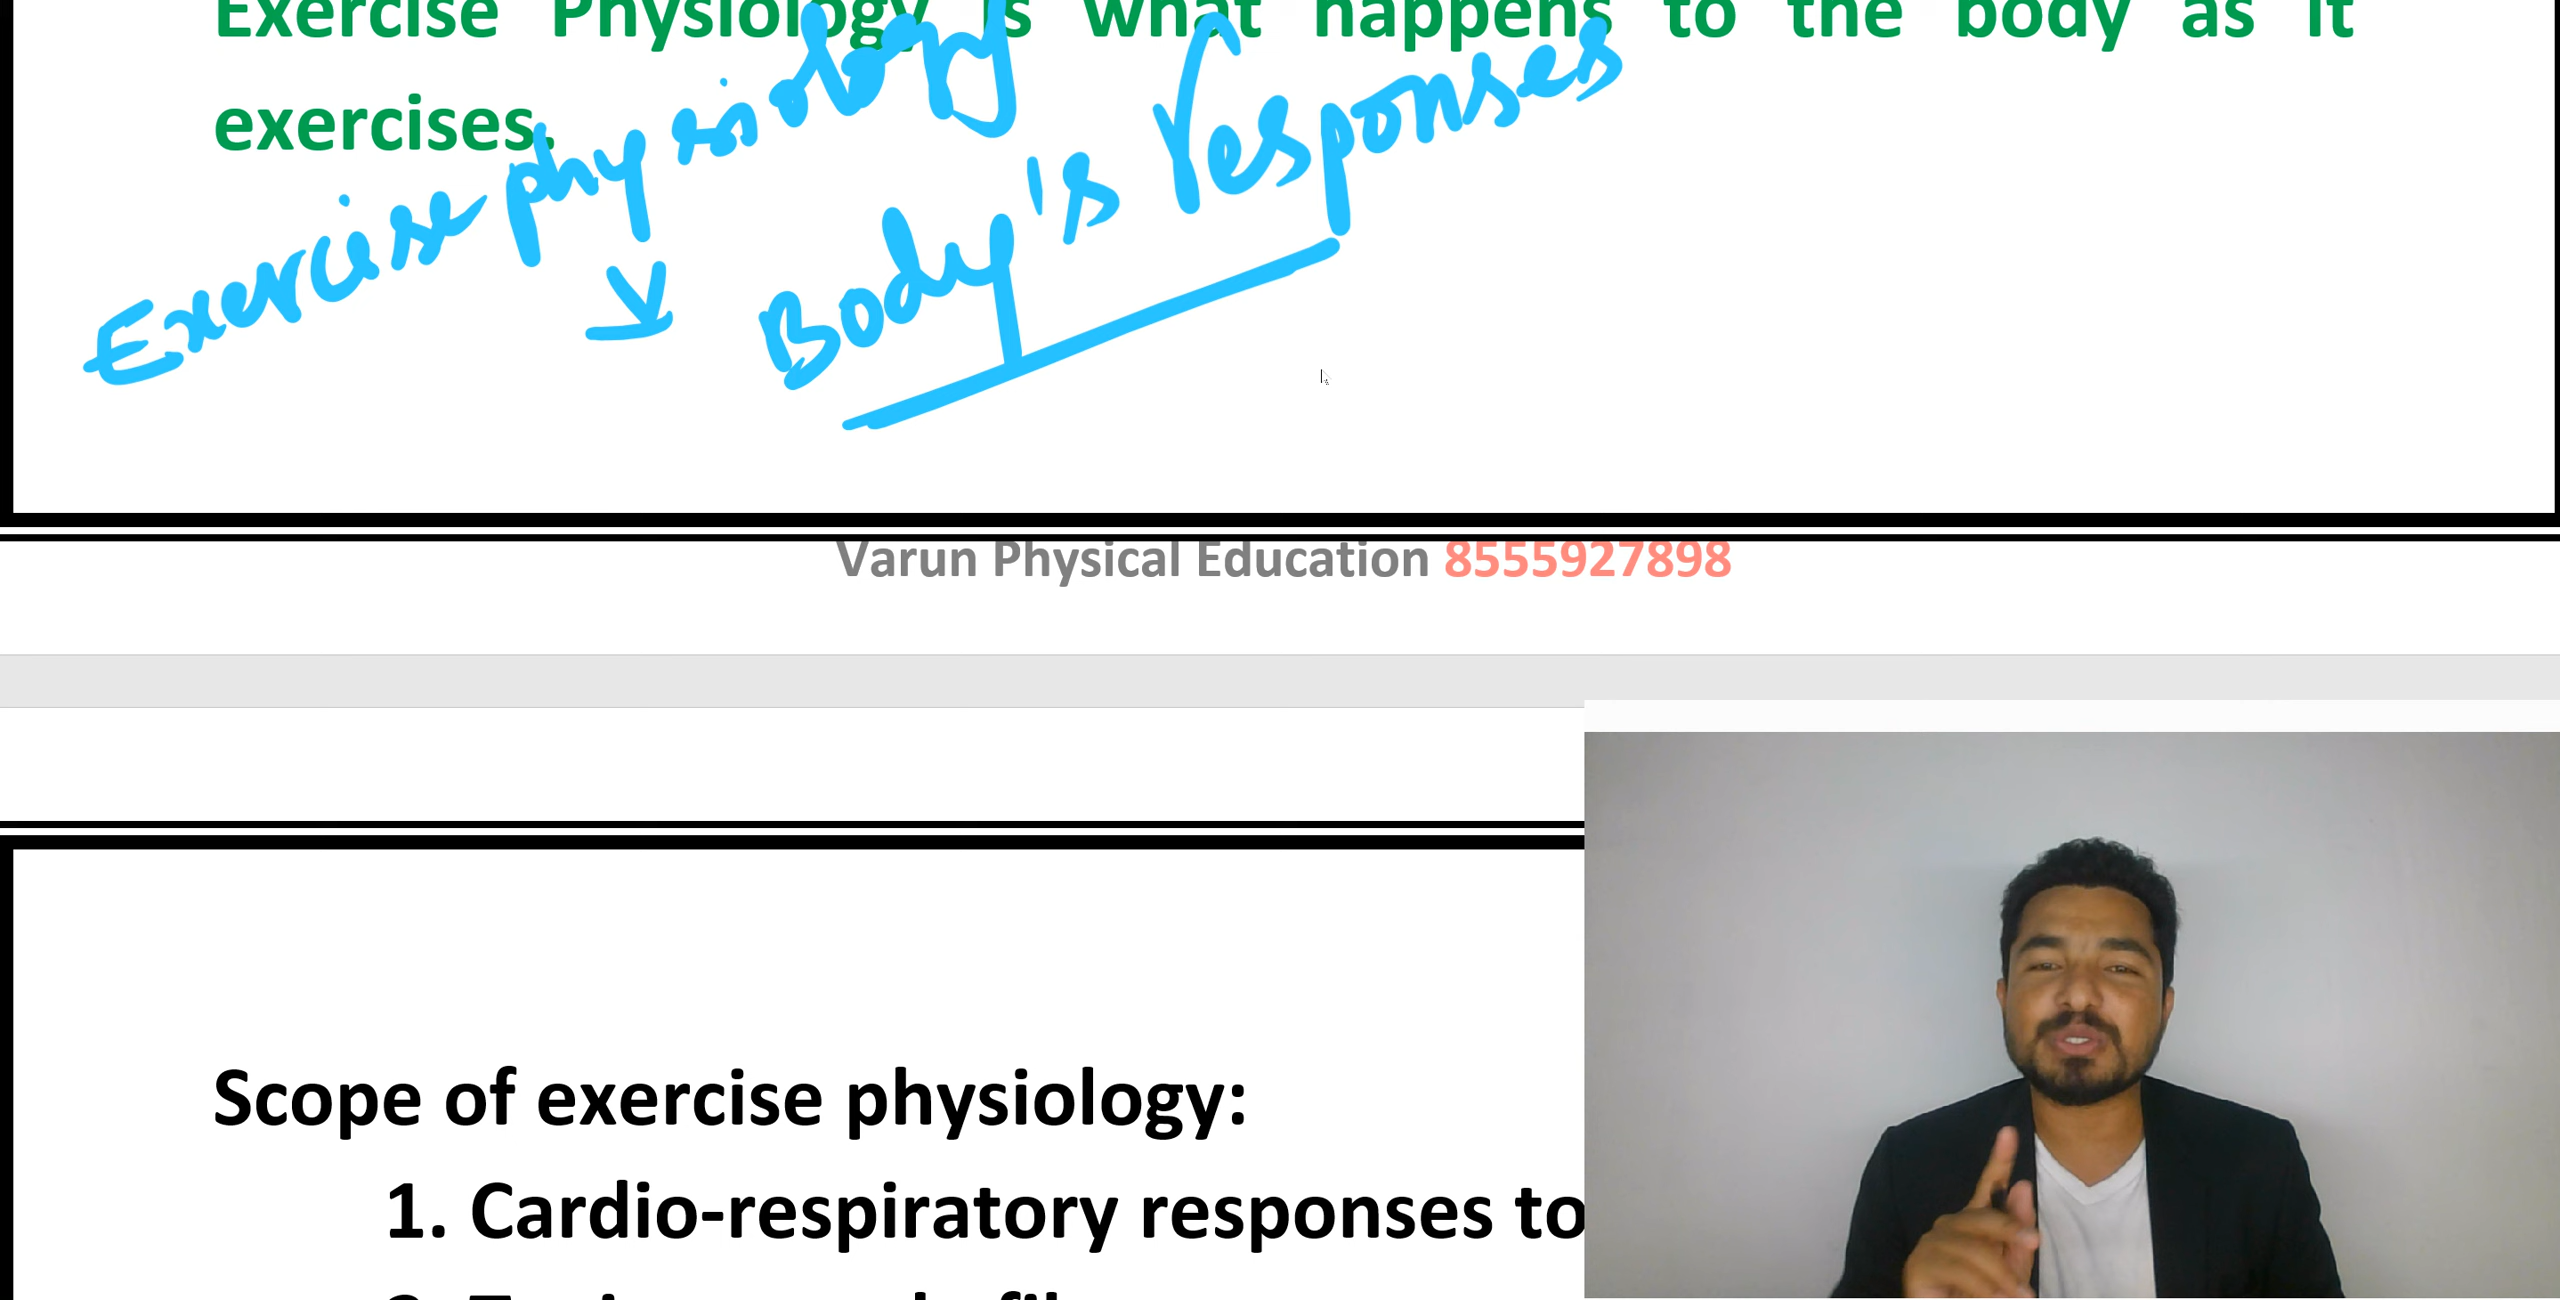 Exercise Physiology is what happens to the body as it
exercises.
Exercise physiology
Body's responses
Varun Physical Education 8555927898
Scope of exercise physiology:
1. Cardio-respiratory responses to